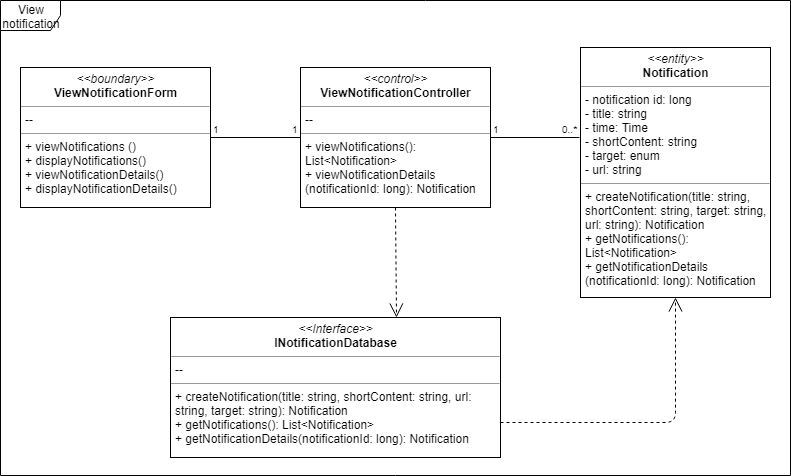 View
notification
<<boundary>>
ViewNotificationForm
--
+ viewNotifications ()
+ displayNotifications()
+ viewNotificationDetails()
+ displayNotificationDetails()
1
1
<<control>>
ViewNotificationController
--
+ viewNotifications():
List<Notification>
+ viewNotificationDetails
(notificationId: long): Notification
1
0..*
<<entity>>
Notification
- notification id: long
- title: string
- time: Time
- shortContent: string
- target: enum
- url: string
+ createNotification(title: string,
shortContent: string, target: string,
url: string): Notification
+ getNotifications():
List<Notification>
+ getNotificationDetails
(notificationId: long): Notification
<<Interface>>
INotificationDatabase
--
+ createNotification(title: string, shortContent: string, url:
string, target: string): Notification
+ getNotifications(): List<Notification>
+ getNotificationDetails(notificationId: long): Notification